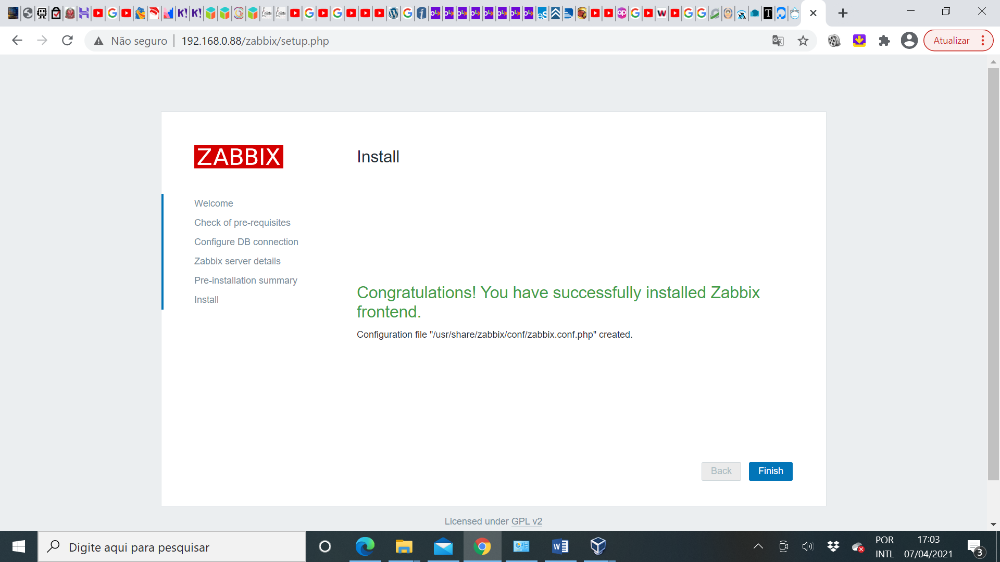 Não seguro
192.168.0.88/zabbix/setup.php
Atualizar
ZABBIX
Install
Welcome
Check of pre-requisites
Configure DB connection
Zabbix server details
Pre-installation summary
Install
Congratulations! You have successfully installed Zabbix
frontend.
Configuration file "/usr/share/zabbix/conf/zabbix.conf.php" created.
Back
Finish
Licensed under GPL v2
Digite aqui para pesquisar
POR
INTL
17:03
07/04/2021
3